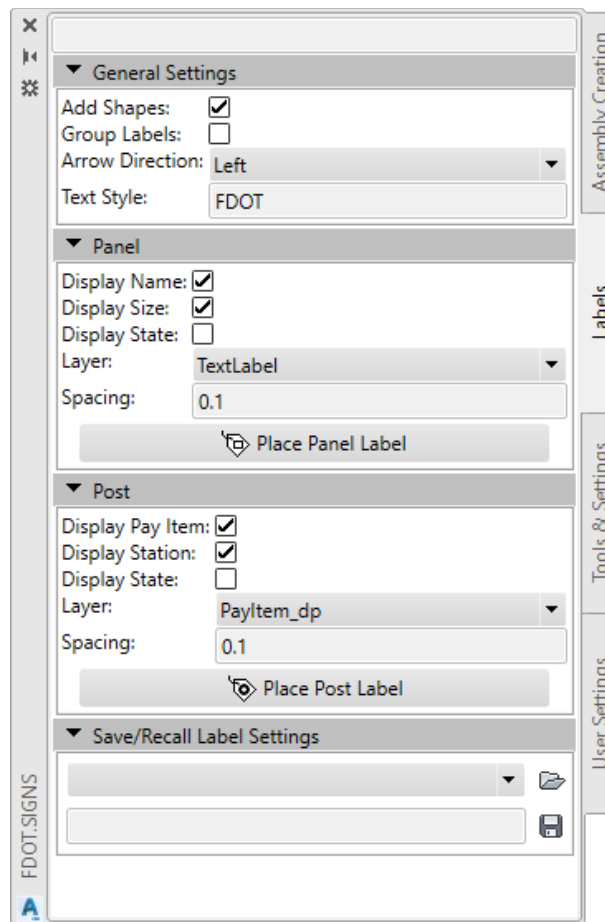 General Settings
Add Shapes:
Group Labels:
Arrow Direction: Left
Text Style: FDOT
Panel
Display Name:
Display Size:
Display State:
Layer: TextLabel
Spacing: 0.1
Place Panel Label
Post
Display Pay Item:
Display Station:
Display State:
Layer: PayItem_dp
Spacing: 0.1
Place Post Label
Save/Recall Label Settings
FDOT.SIGNS
Assembly Creation
Labels
Tools & Settings
User Settings